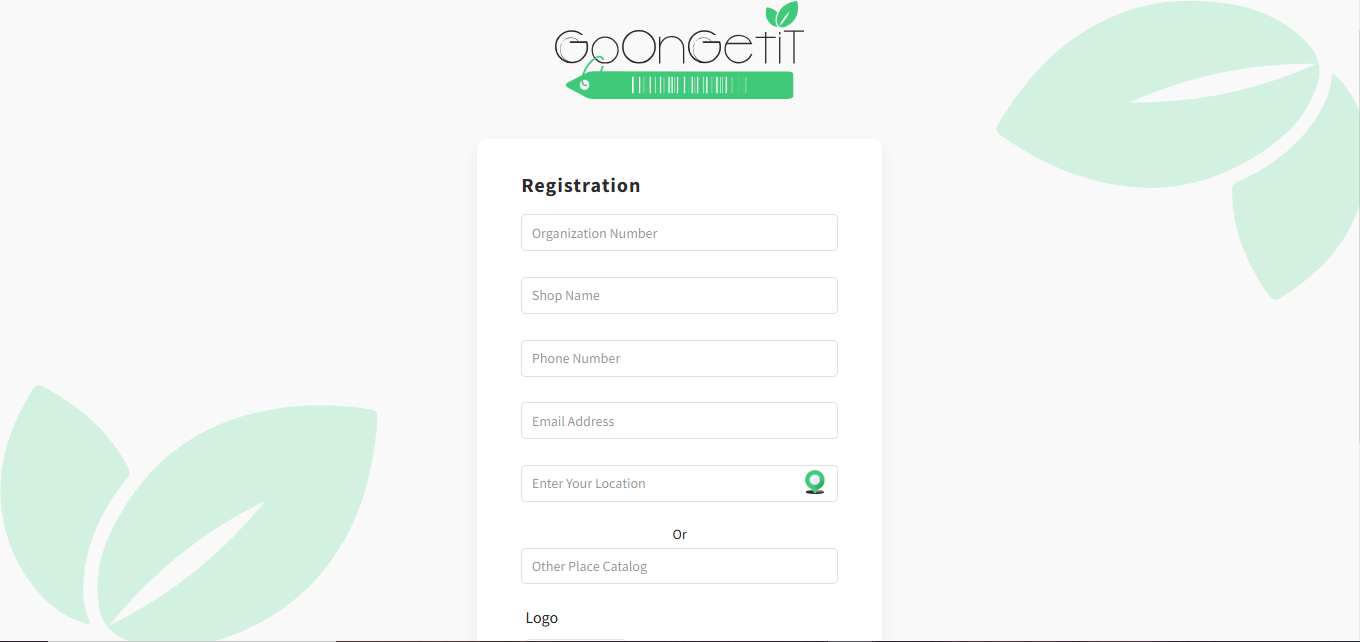 GoOnGetiT
Registration
Organization Number
Shop Name
Phone Number
Email Address
Enter Your Location
Or
Other Place Catalog
Logo